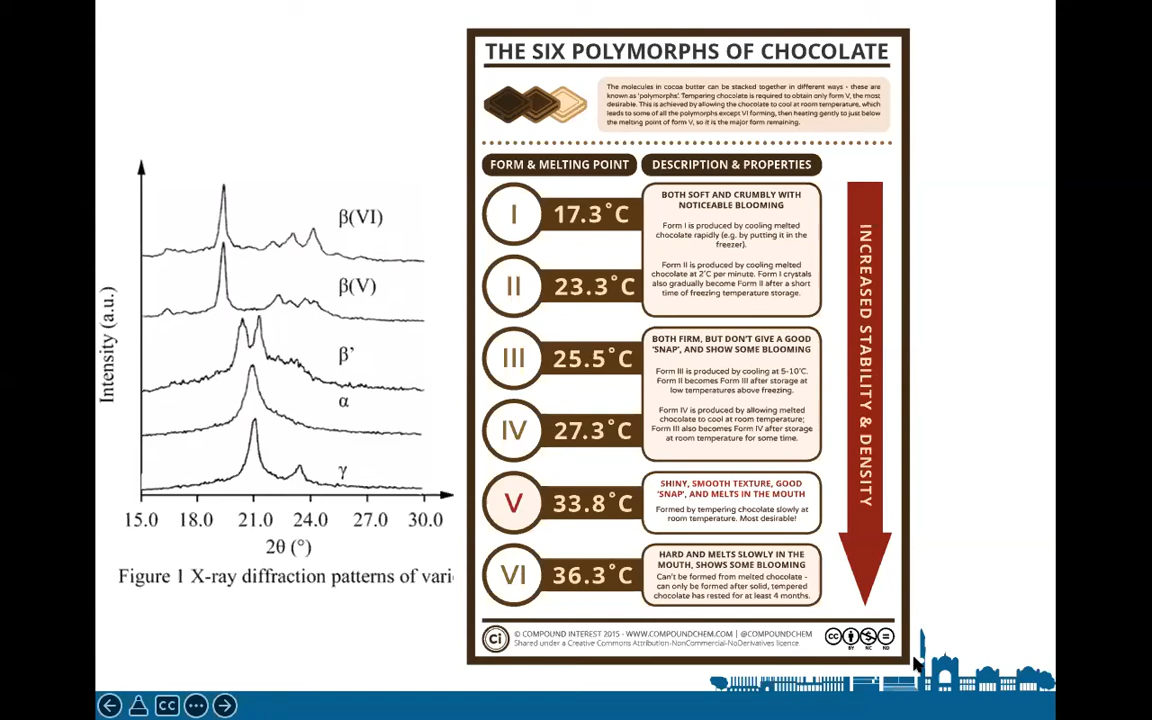 β(VI)
β(V)
β’
α
γ
Intensity (a.u.)
15.0 18.0 21.0 24.0 27.0 30.0
2θ (°)
Figure 1 X-ray diffraction patterns of vari
THE SIX POLYMORPHS OF CHOCOLATE
The molecules in cocoa butter can be stacked together in different ways - these are
known as 'polymorphs'. Tempering chocolate is required to obtain only form V, the most
desirable. This is achieved by allowing the chocolate to cool at room temperature, which
leads to some of all the polymorphs except VI forming, then heating gently to just below
the melting point of form V, so it is the major form remaining.
FORM & MELTING POINT
DESCRIPTION & PROPERTIES
I
17.3°C
II
23.3°C
BOTH SOFT AND CRUMBLY WITH
NOTICEABLE BLOOMING
Form I is produced by cooling melted
chocolate rapidly (e.g. by putting it in the
freezer).
Form II is produced by cooling melted
chocolate at 2°C per minute. Form I crystals
also gradually become Form II after a short
time of freezing temperature storage.
III
25.5°C
IV
27.3°C
BOTH FIRM, BUT DON'T GIVE A GOOD
'SNAP', AND SHOW SOME BLOOMING
Form III is produced by cooling at 5-10°C.
Form II becomes Form III after storage at
low temperatures above freezing.
Form IV is produced by allowing melted
chocolate to cool at room temperature;
Form III also becomes Form IV after storage
at room temperature for some time.
V
33.8°C
SHINY, SMOOTH TEXTURE, GOOD
'SNAP', AND MELTS IN THE MOUTH
Formed by tempering chocolate slowly at
room temperature. Most desirable!
VI
36.3°C
HARD AND MELTS SLOWLY IN THE
MOUTH, SHOWS SOME BLOOMING
Can't be formed from melted chocolate -
can only be formed after solid, tempered
chocolate has rested for at least 4 months.
INCREASED STABILITY & DENSITY
Ci
© COMPOUND INTEREST 2015 - WWW.COMPOUNDCHEM.COM | @COMPOUNDCHEM
Shared under a Creative Commons Attribution-NonCommercial-NoDerivatives licence.
CC
BY NC ND
CC